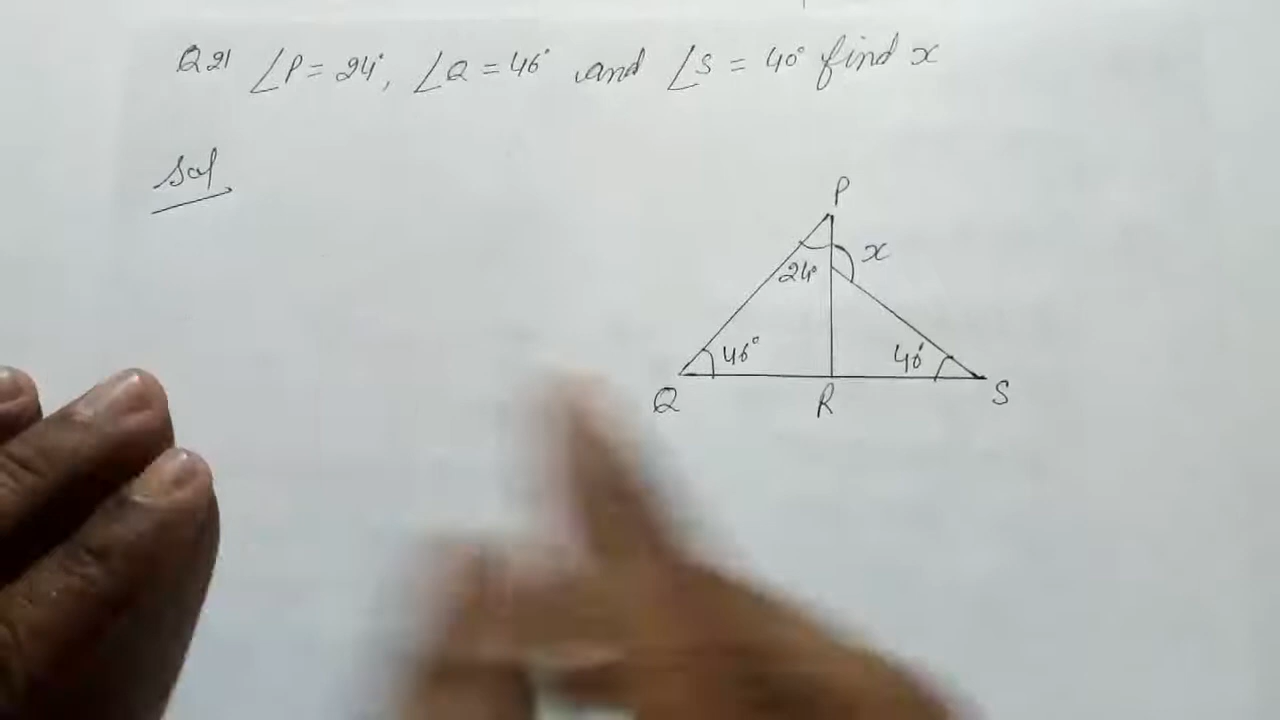 Q21 ∠P = 24°, ∠Q = 46° and ∠S = 40° find x
Sol
P
x
24°
46°
40°
Q
R
S